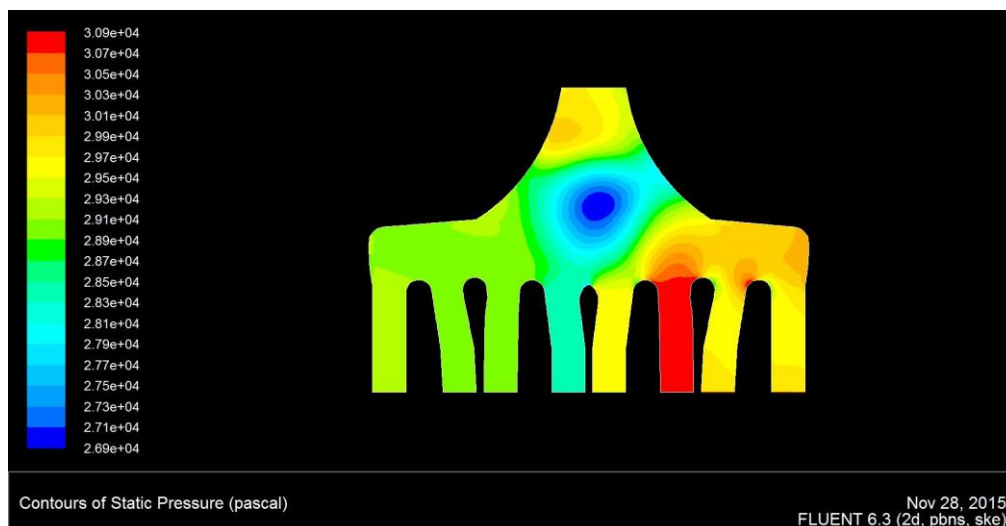 3.09e+04
3.07e+04
3.05e+04
3.03e+04
3.01e+04
2.99e+04
2.97e+04
2.95e+04
2.93e+04
2.91e+04
2.89e+04
2.87e+04
2.85e+04
2.83e+04
2.81e+04
2.79e+04
2.77e+04
2.75e+04
2.73e+04
2.71e+04
2.69e+04
Contours of Static Pressure (pascal)
Nov 28, 2015
FLUENT 6.3 (2d, pbns, ske)